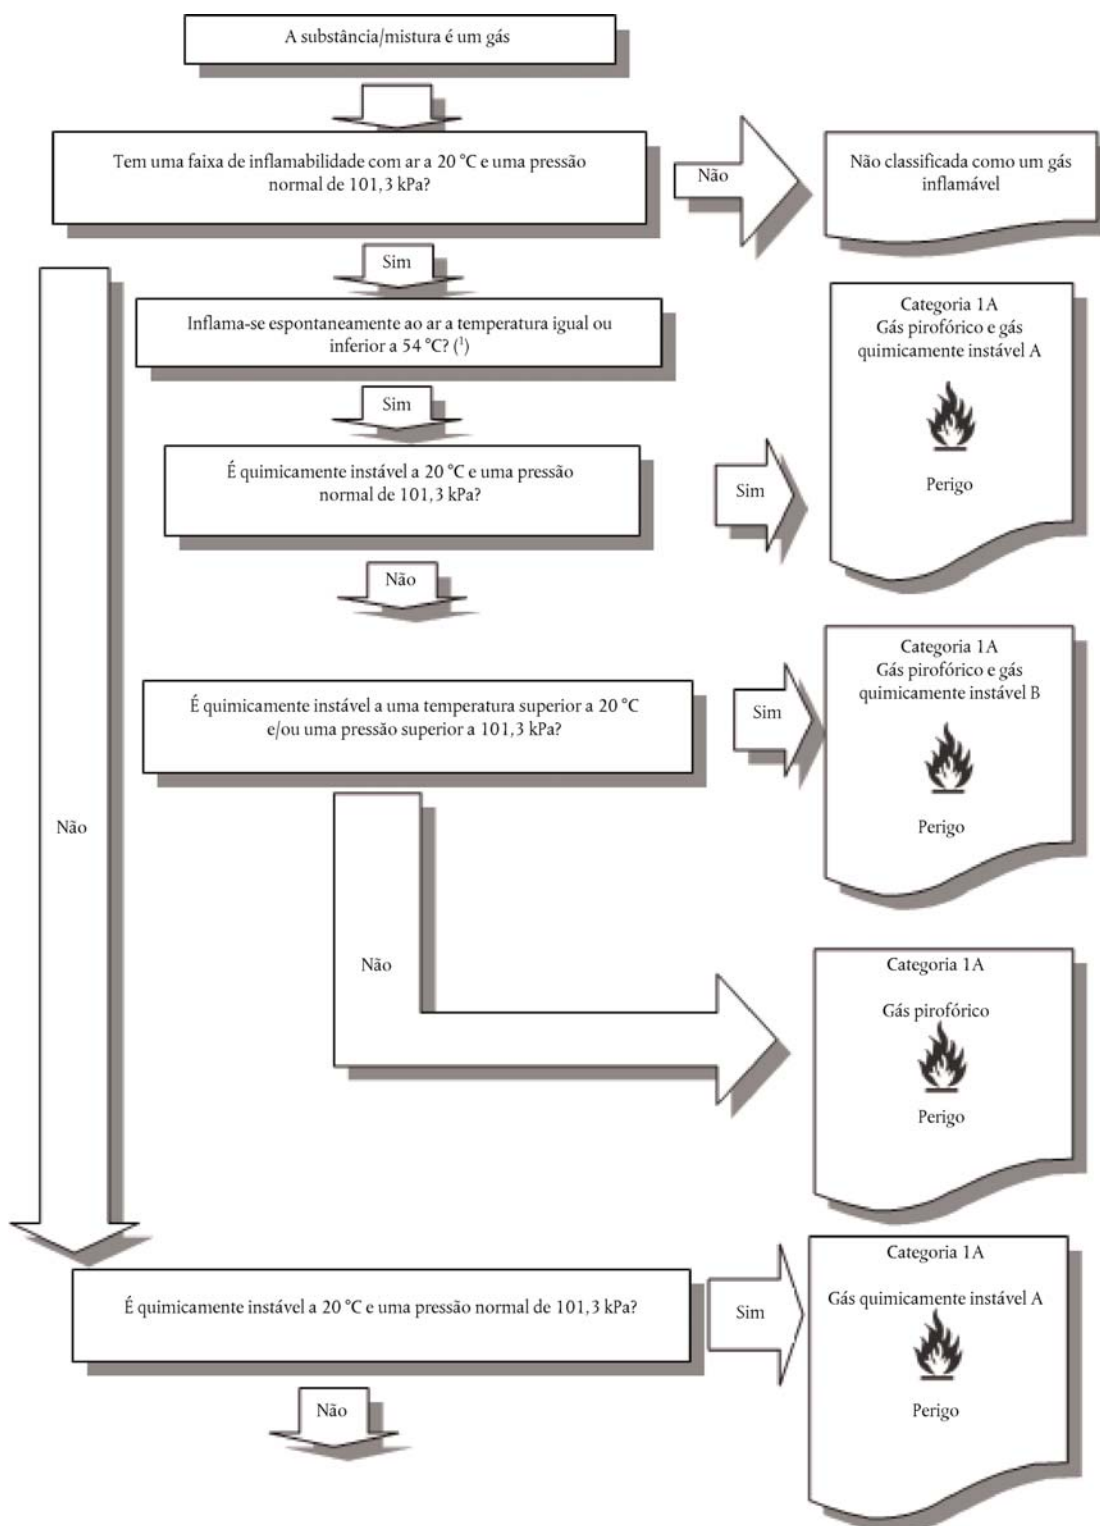 A substância/mistura é um gás
Tem uma faixa de inflamabilidade com ar a 20 °C e uma pressão
normal de 101,3 kPa?
Não
Não classificada como um gás
inflamável
Sim
Inflama-se espontaneamente ao ar a temperatura igual ou
inferior a 54 °C? (¹)
Categoria 1A
Gás pirofórico e gás
quimicamente instável A
Perigo
Sim
É quimicamente instável a 20 °C e uma pressão
normal de 101,3 kPa?
Sim
Não
É quimicamente instável a uma temperatura superior a 20 °C
e/ou uma pressão superior a 101,3 kPa?
Sim
Categoria 1A
Gás pirofórico e gás
quimicamente instável B
Perigo
Não
Não
Categoria 1A
Gás pirofórico
Perigo
É quimicamente instável a 20 °C e uma pressão normal de 101,3 kPa?
Sim
Categoria 1A
Gás quimicamente instável A
Perigo
Não